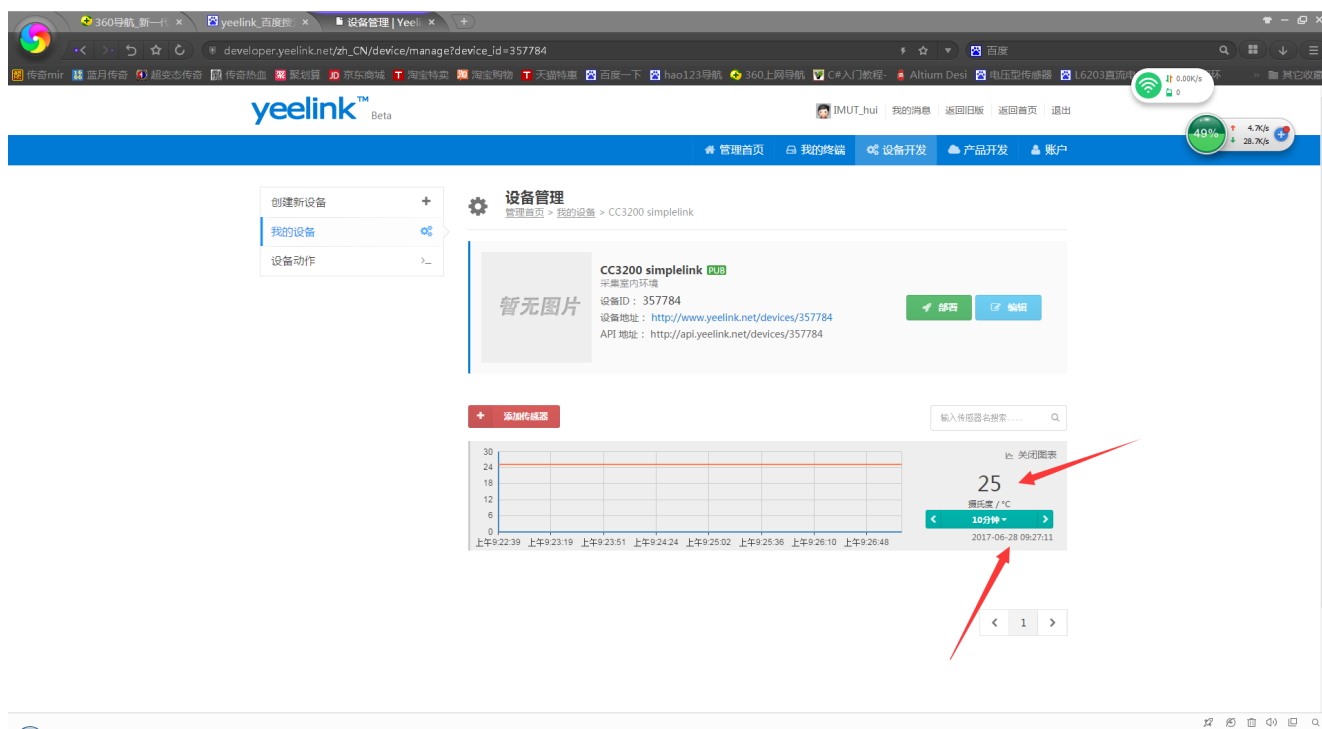 360导航_新一代
yeelink_百度搜
设备管理 | Yeeli
developer.yeelink.net/zh_CN/device/manage?device_id=357784
百度
传奇mir 蓝月传奇 超变态传奇 传奇热血 聚划算 京东商城 淘宝特卖 淘宝购物 天猫特惠 百度一下 hao123导航 360上网导航 C#入门教程- Altium Desi 电压型传感器 L6203直流电 环 其它收藏
0.00K/s
0
49%
4.7K/s
28.7K/s
yeelink™ Beta
IMUT_hui 我的消息 返回旧版 返回首页 退出
管理首页 我的终端 设备开发 产品开发 账户
创建新设备
我的设备
设备动作
设备管理
管理首页 > 我的设备 > CC3200 simplelink
暂无图片
CC3200 simplelink PUB
采集室内环境
设备ID： 357784
设备地址： http://www.yeelink.net/devices/357784
API 地址： http://api.yeelink.net/devices/357784
部署 编辑
+ 添加传感器
输入传感器名搜索......
30
24
18
12
6
0
上午9:22:39 上午9:23:19 上午9:23:51 上午9:24:24 上午9:25:02 上午9:25:36 上午9:26:10 上午9:26:48
关闭图表
25
摄氏度 / °C
10分钟
2017-06-28 09:27:11
1